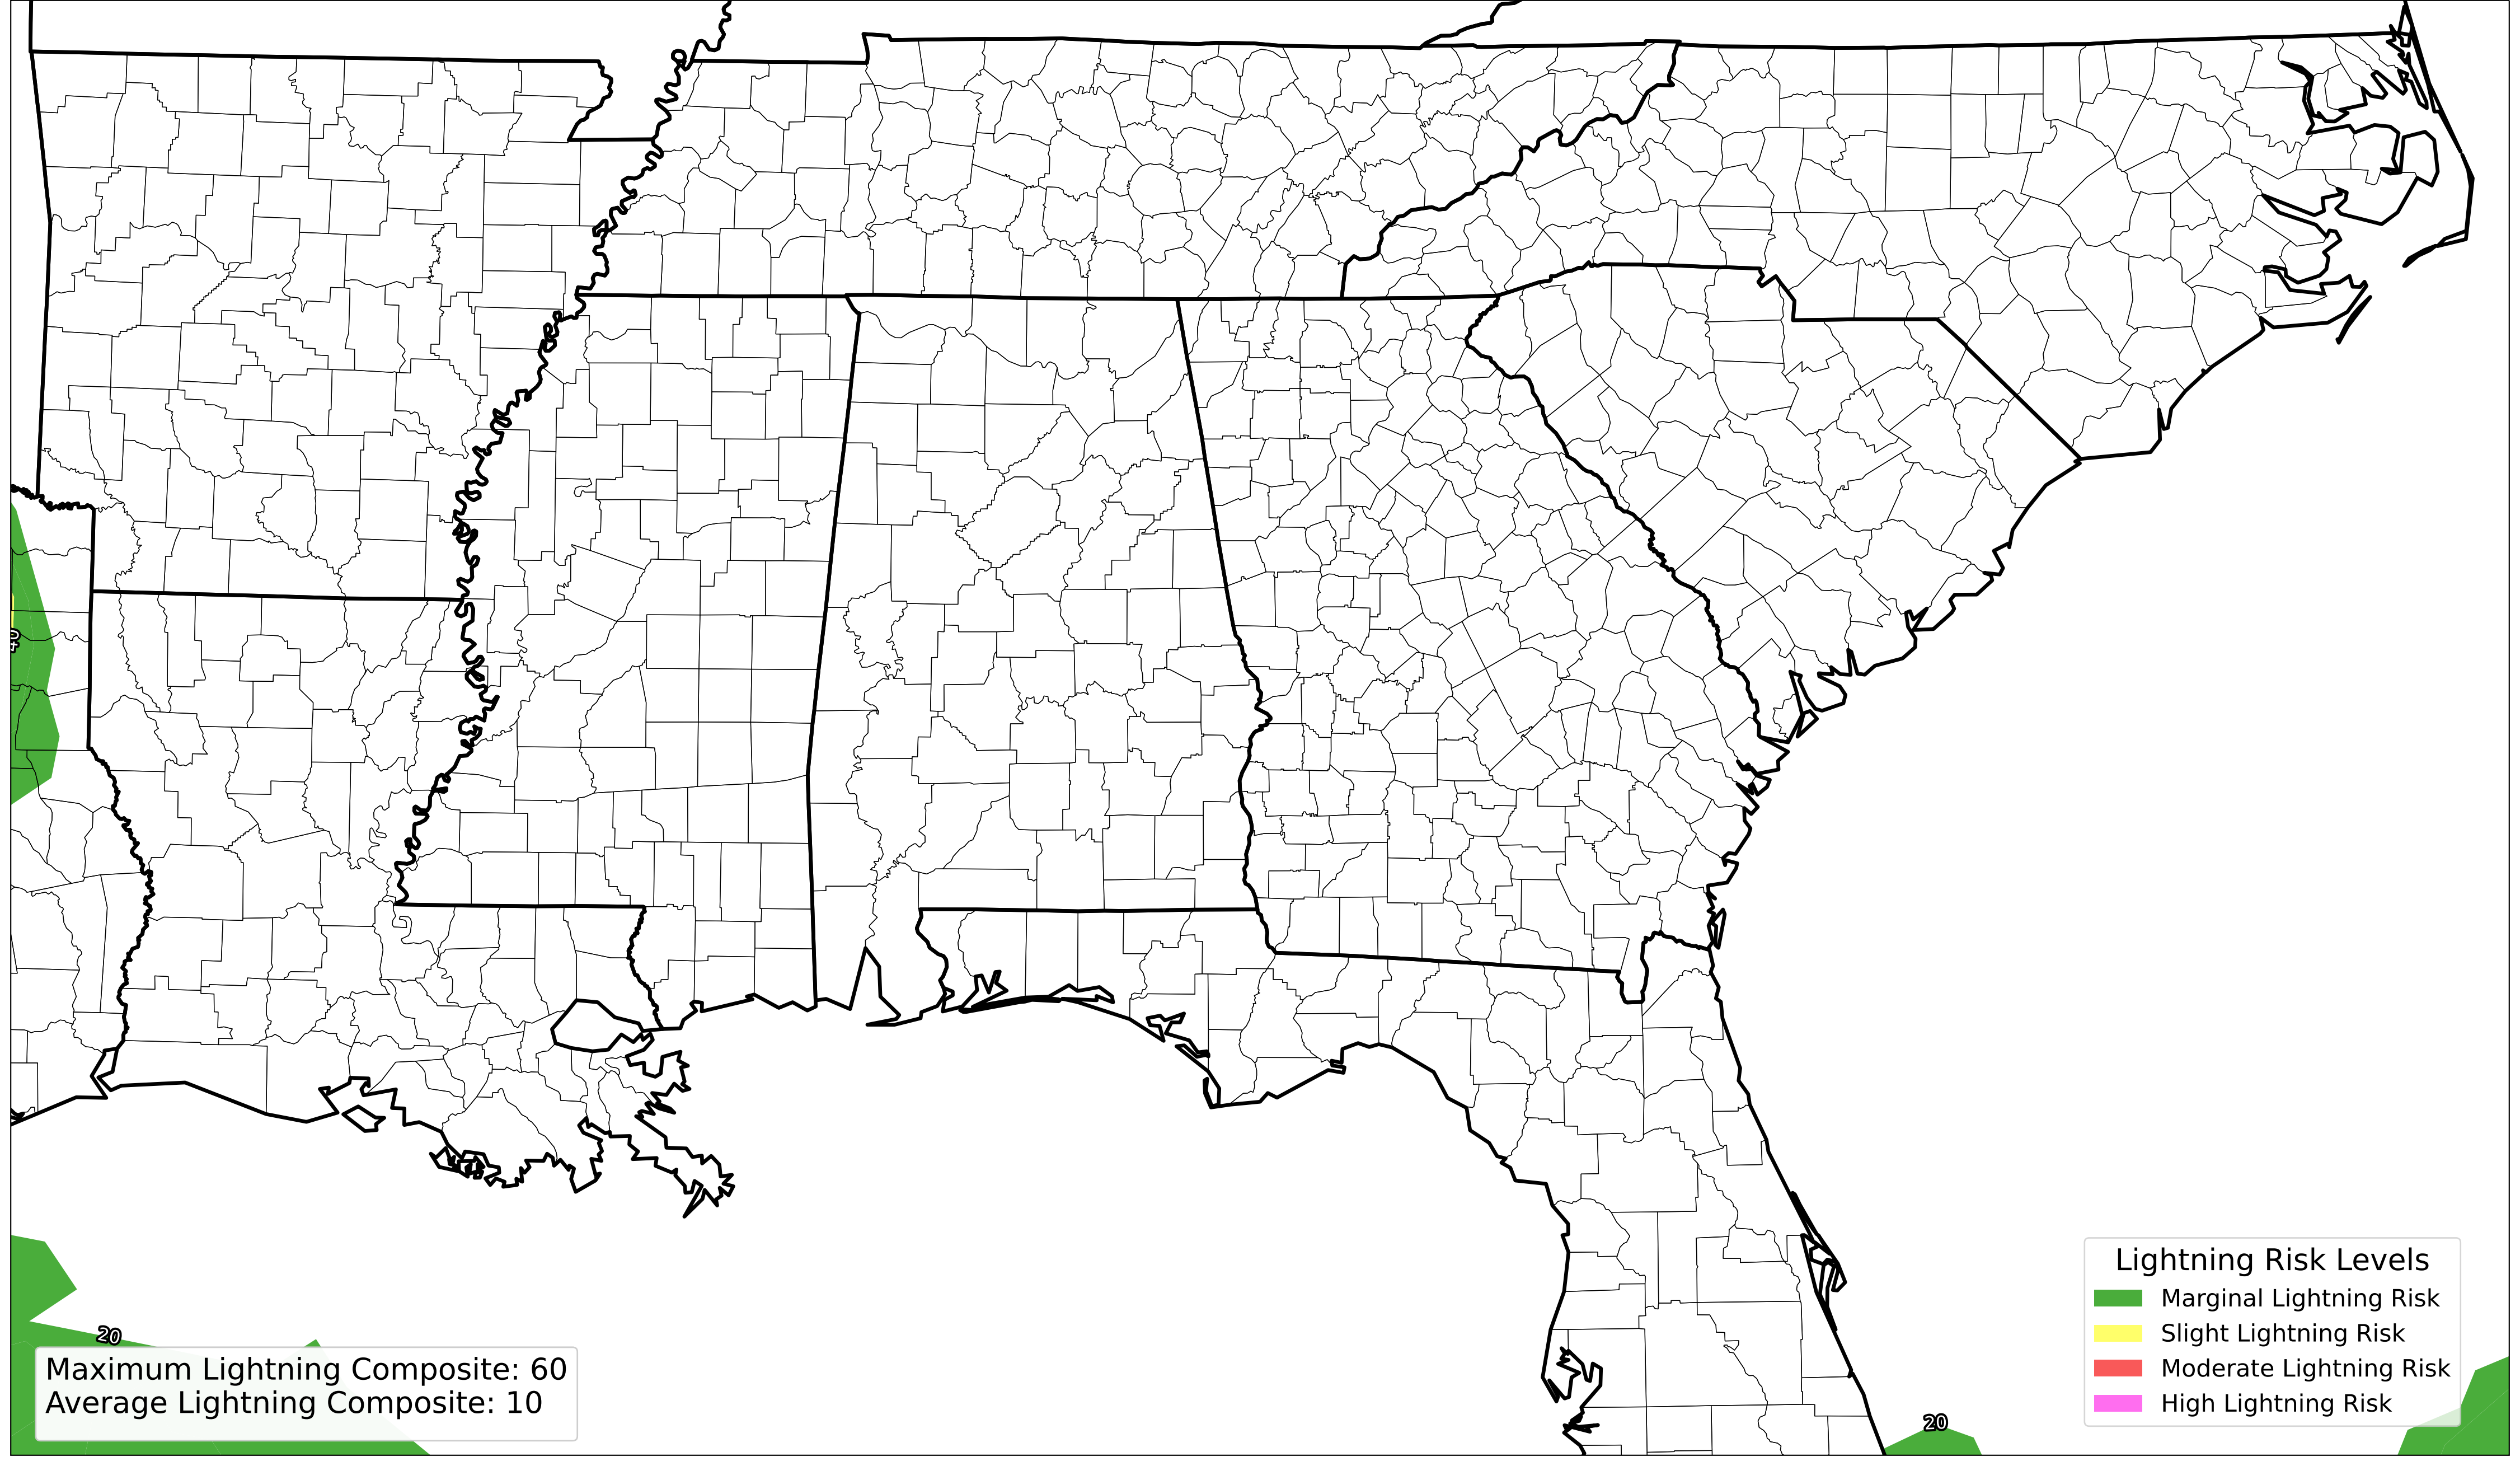 40
20
Maximum Lightning Composite: 60
Average Lightning Composite: 10
20
Lightning Risk Levels
Marginal Lightning Risk
Slight Lightning Risk
Moderate Lightning Risk
High Lightning Risk